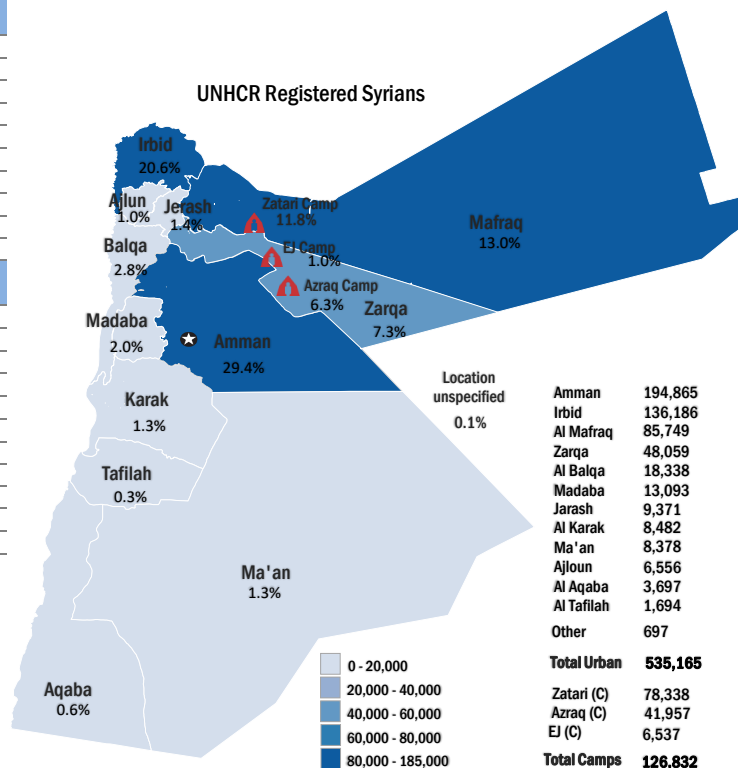 UNHCR Registered Syrians
Irbid
20.6%
Ajlun
1.0%
Jerash
1.4%
Zatari Camp
11.8%
Mafraq
13.0%
Balqa
2.8%
EJ Camp
1.0%
Azraq Camp
6.3%
Zarqa
7.3%
Madaba
2.0%
Amman
29.4%
Location
unspecified
0.1%
Karak
1.3%
Tafilah
0.3%
Ma'an
1.3%
Aqaba
0.6%
0 - 20,000
20,000 - 40,000
40,000 - 60,000
60,000 - 80,000
80,000 - 185,000
Amman 194,865
Irbid 136,186
Al Mafraq 85,749
Zarqa 48,059
Al Balqa 18,338
Madaba 13,093
Jarash 9,371
Al Karak 8,482
Ma'an 8,378
Ajloun 6,556
Al Aqaba 3,697
Al Tafilah 1,694
Other 697
Total Urban 535,165
Zatari (C) 78,338
Azraq (C) 41,957
EJ (C) 6,537
Total Camps 126,832